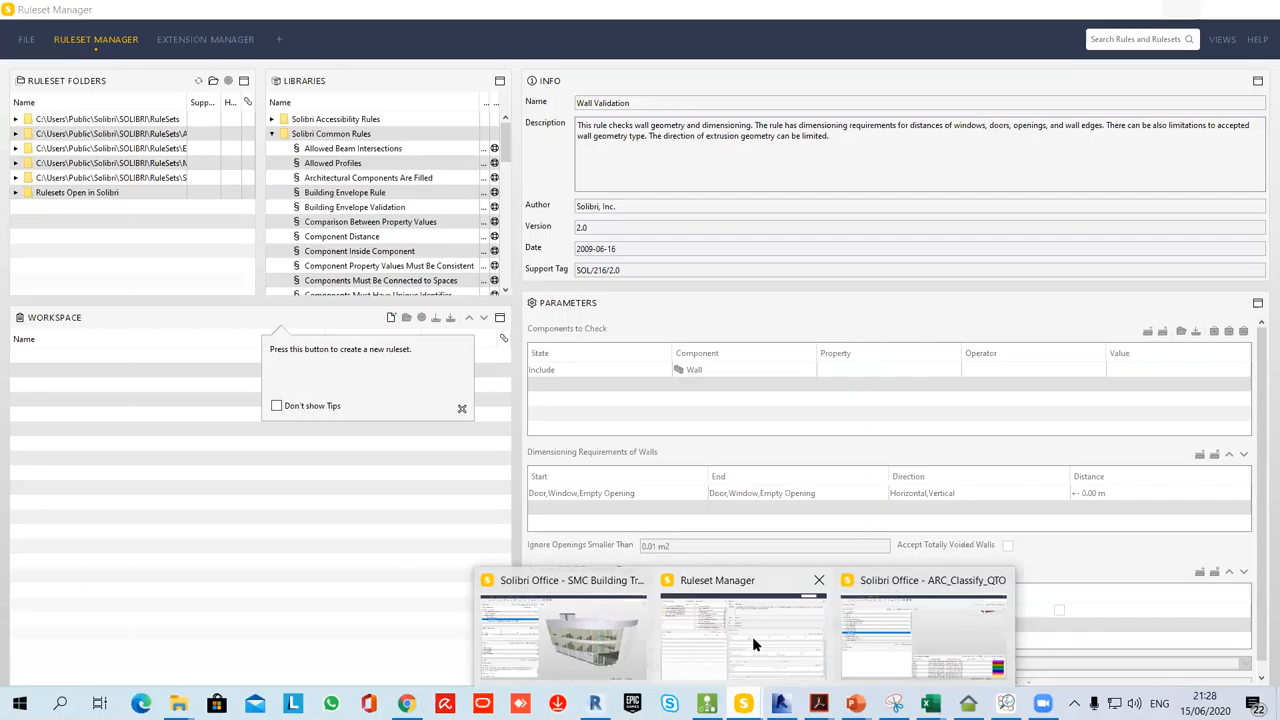 Ruleset Manager
FILE RULESET MANAGER EXTENSION MANAGER +
Search Rules and Rulesets VIEWS HELP
RULESET FOLDERS
Name Supp... H...
C:\Users\Public\Solibri\SOLIBRI\RuleSets
C:\Users\Public\Solibri\SOLIBRI\RuleSets\A
C:\Users\Public\Solibri\SOLIBRI\RuleSets\E
C:\Users\Public\Solibri\SOLIBRI\RuleSets\M
C:\Users\Public\Solibri\SOLIBRI\RuleSets\S
Rulesets Open in Solibri
LIBRARIES
Name ... ...
Solibri Accessibility Rules
Solibri Common Rules
§ Allowed Beam Intersections ...
§ Allowed Profiles ...
§ Architectural Components Are Filled ...
§ Building Envelope Rule ...
§ Building Envelope Validation ...
§ Comparison Between Property Values ...
§ Component Distance ...
§ Component Inside Component ...
§ Component Property Values Must Be Consistent ...
§ Components Must Be Connected to Spaces ...
§ Components Must Have Unique Identifier ...
INFO
Name Wall Validation
Description This rule checks wall geometry and dimensioning. The rule has dimensioning requirements for distances of windows, doors, openings, and wall edges. There can be also limitations to accepted
wall geometry type. The direction of extrusion geometry can be limited.
Author Solibri, Inc.
Version 2.0
Date 2009-06-16
Support Tag SOL/216/2.0
WORKSPACE
Name
Press this button to create a new ruleset.
Don't show Tips
PARAMETERS
Components to Check
State Component Property Operator Value
Include Wall
Dimensioning Requirements of Walls
Start End Direction Distance
Door,Window,Empty Opening Door,Window,Empty Opening Horizontal,Vertical +- 0.00 m
Ignore Openings Smaller Than 0.01 m2 Accept Totally Voided Walls
Solibri Office - SMC Building Tr... Ruleset Manager Solibri Office - ARC_Classify_QTO
ENG 21:28
15/06/2020
22